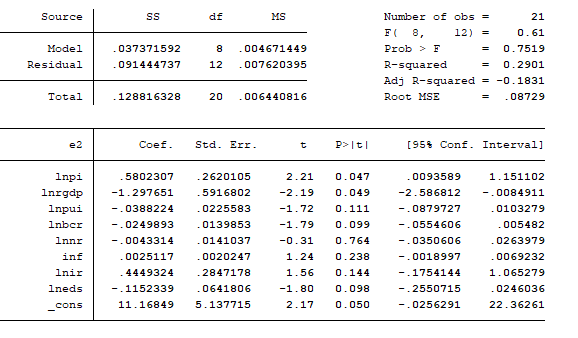 Source SS df MS Number of obs = 21
F( 8, 12) = 0.61
Model .037371592 8 .004671449 Prob > F = 0.7519
Residual .091444737 12 .007620395 R-squared = 0.2901
Adj R-squared = -0.1831
Total .128816328 20 .006440816 Root MSE = .08729
e2 Coef. Std. Err. t P>|t| [95% Conf. Interval]
lnpi .5802307 .2620105 2.21 0.047 .0093589 1.151102
lnrgdp -1.297651 .5916802 -2.19 0.049 -2.586812 -.0084911
lnpui -.0388224 .0225583 -1.72 0.111 -.0879727 .0103279
lnbcr -.0249893 .0139853 -1.79 0.099 -.0554606 .005482
lnnr -.0043314 .0141037 -0.31 0.764 -.0350606 .0263979
inf .0025117 .0020247 1.24 0.238 -.0018997 .0069232
lnir .4449324 .2847178 1.56 0.144 -.1754144 1.065279
lneds -.1152339 .0641806 -1.80 0.098 -.2550715 .0246036
_cons 11.16849 5.137715 2.17 0.050 -.0256291 22.36261